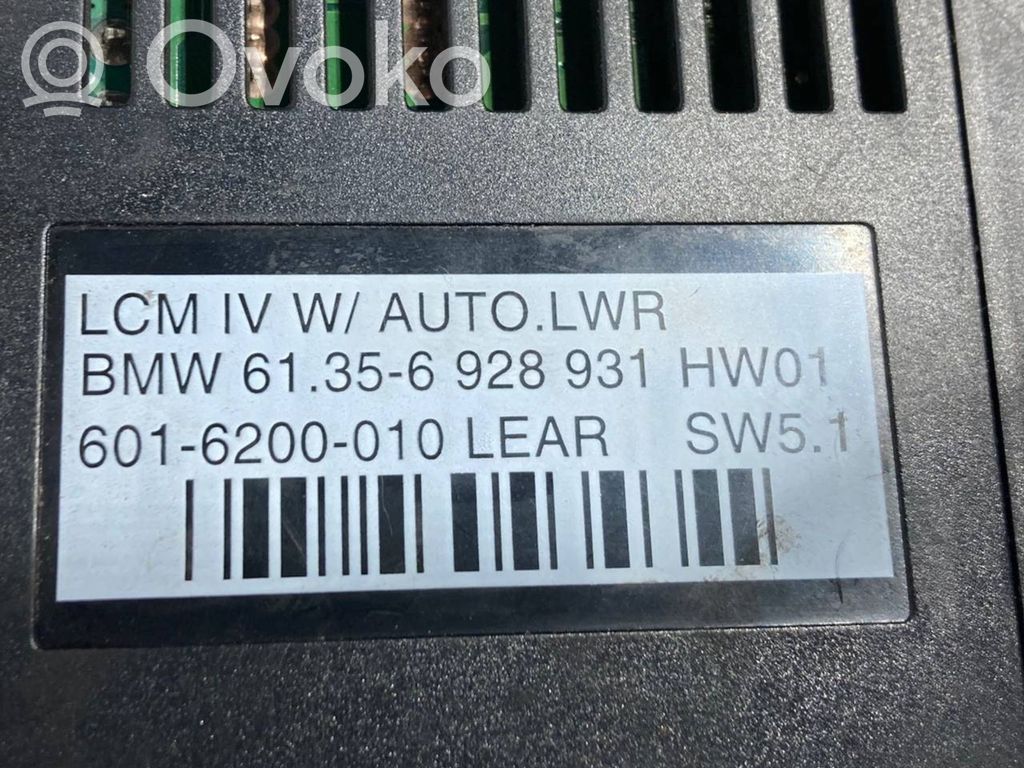 Ovoko
LCM IV W/ AUTO.LWR
BMW 61.35-6 928 931 HW01
601-6200-010 LEAR SW5.1